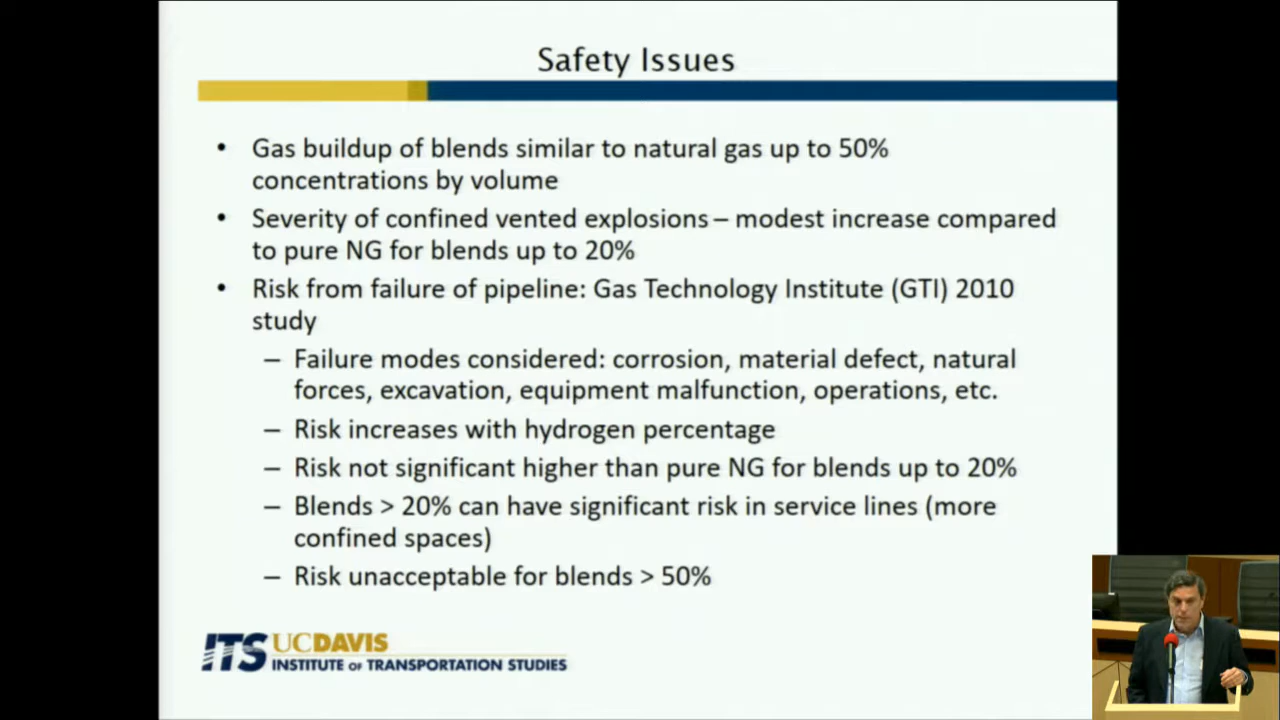 Safety Issues
• Gas buildup of blends similar to natural gas up to 50%
concentrations by volume
• Severity of confined vented explosions – modest increase compared
to pure NG for blends up to 20%
• Risk from failure of pipeline: Gas Technology Institute (GTI) 2010
study
– Failure modes considered: corrosion, material defect, natural
forces, excavation, equipment malfunction, operations, etc.
– Risk increases with hydrogen percentage
– Risk not significant higher than pure NG for blends up to 20%
– Blends > 20% can have significant risk in service lines (more
confined spaces)
– Risk unacceptable for blends > 50%
ITS UCDAVIS
INSTITUTE OF TRANSPORTATION STUDIES